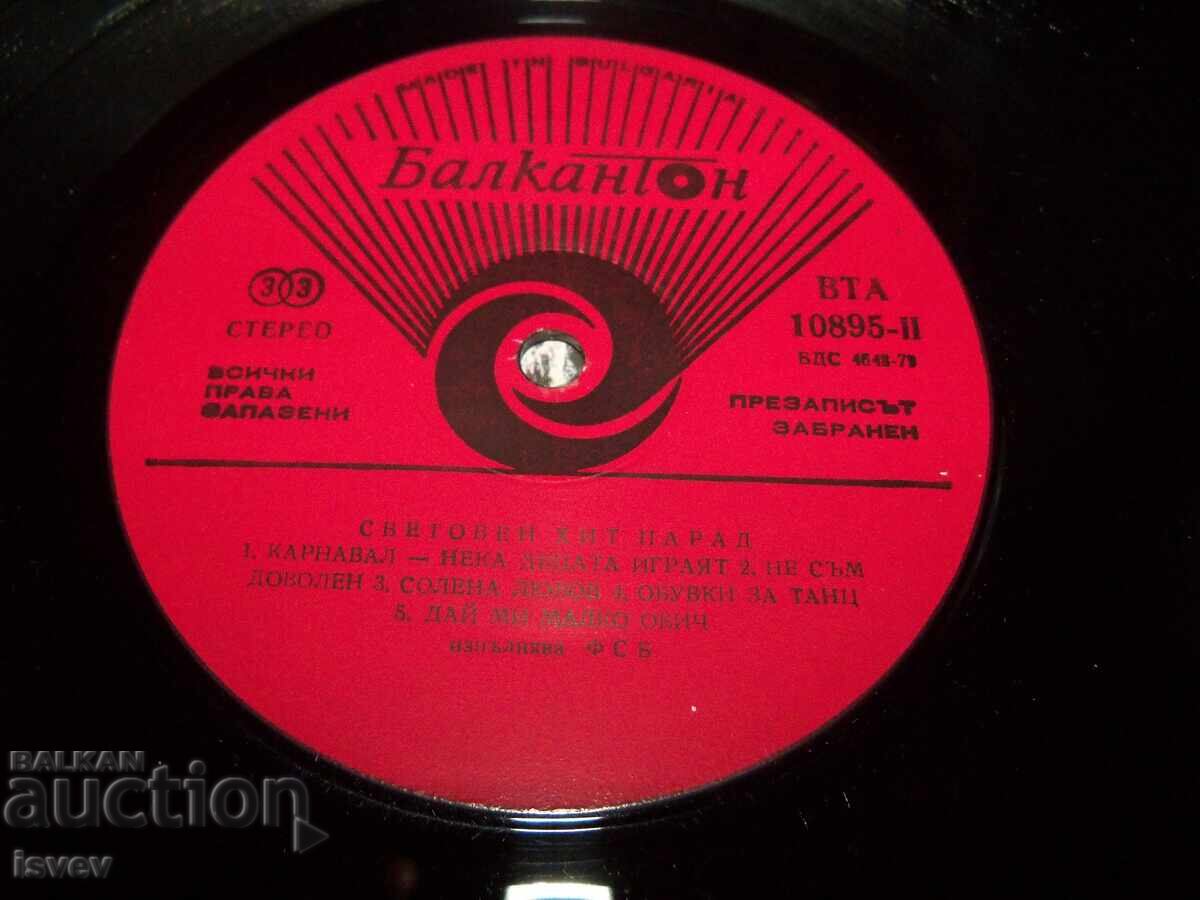 MADE IN BULGARIA
Балкантон
33
СТЕРЕО
ВСИЧКИ
ПРАВА
ЗАПАЗЕНИ
ВТА
10895-II
БДС 4648-79
ПРЕЗАПИСЪТ
ЗАБРАНЕН
СВЕТОВЕН ХИТ ПАРАД
1. КАРНАВАЛ — НЕКА ДЕЦАТА ИГРАЯТ 2. НЕ СЪМ
ДОВОЛЕН 3. СОЛЕНА ЛЮБОВ 4. ОБУВКИ ЗА ТАНЦ
5. ДАЙ МИ МАЛКО ОБИЧ
изпълнява ФСБ
BALKAN
auction
isvev